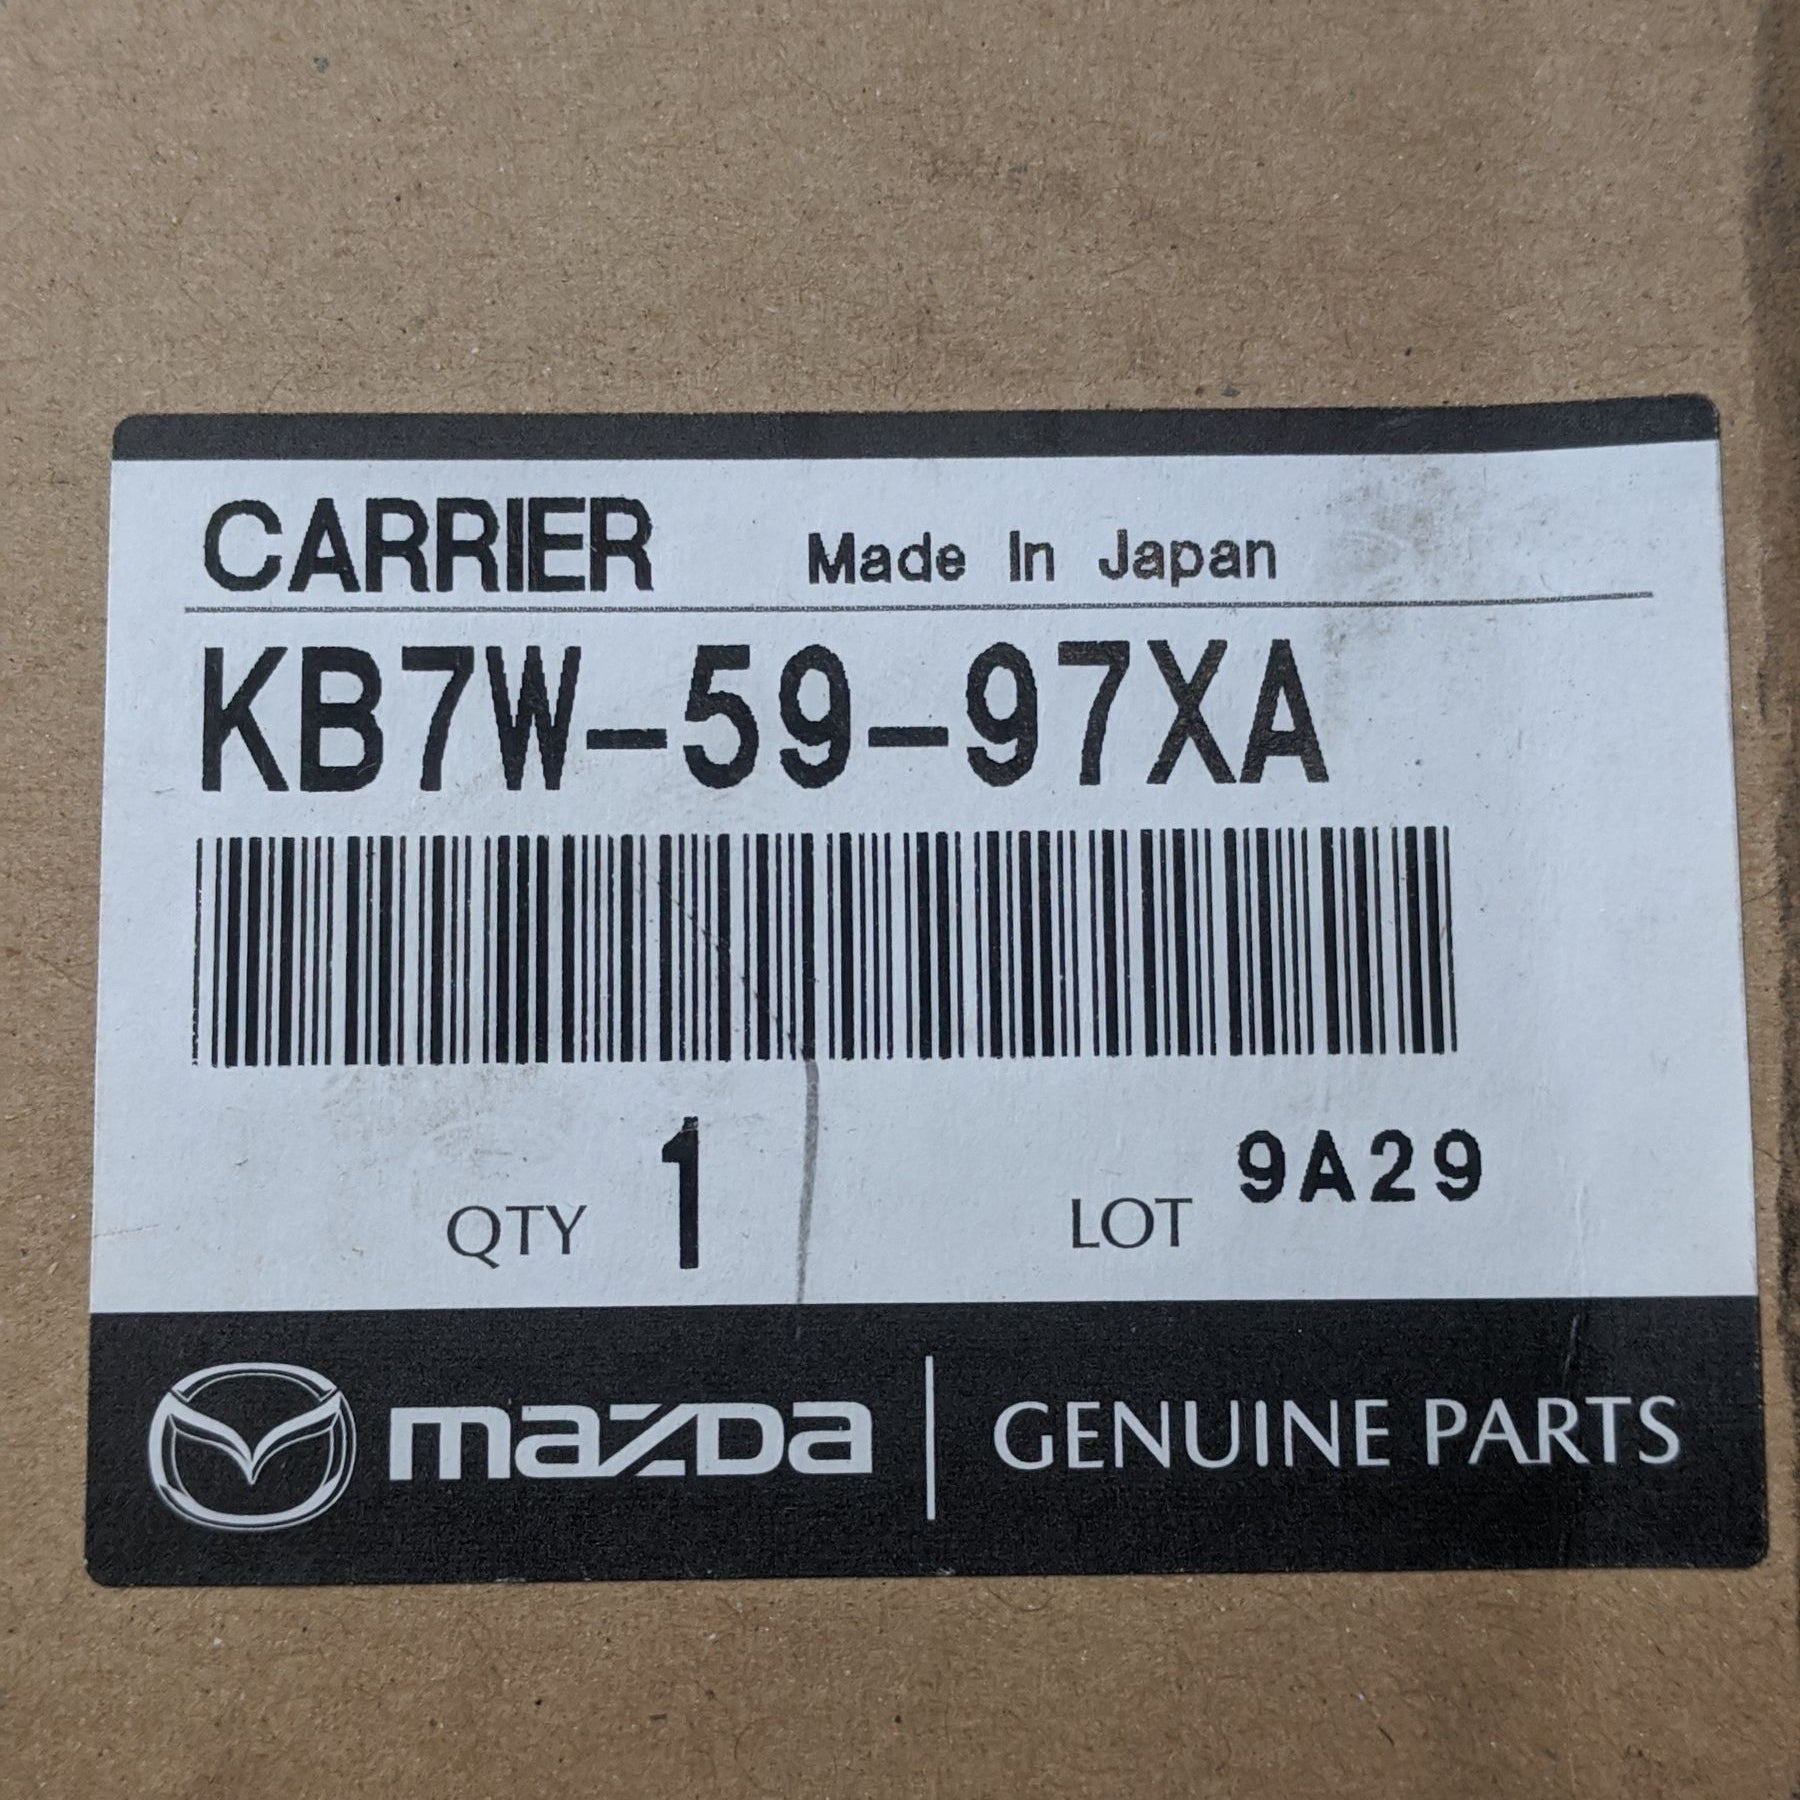 CARRIER Made In Japan
KB7W-59-97XA
QTY 1 LOT 9A29
mazda GENUINE PARTS